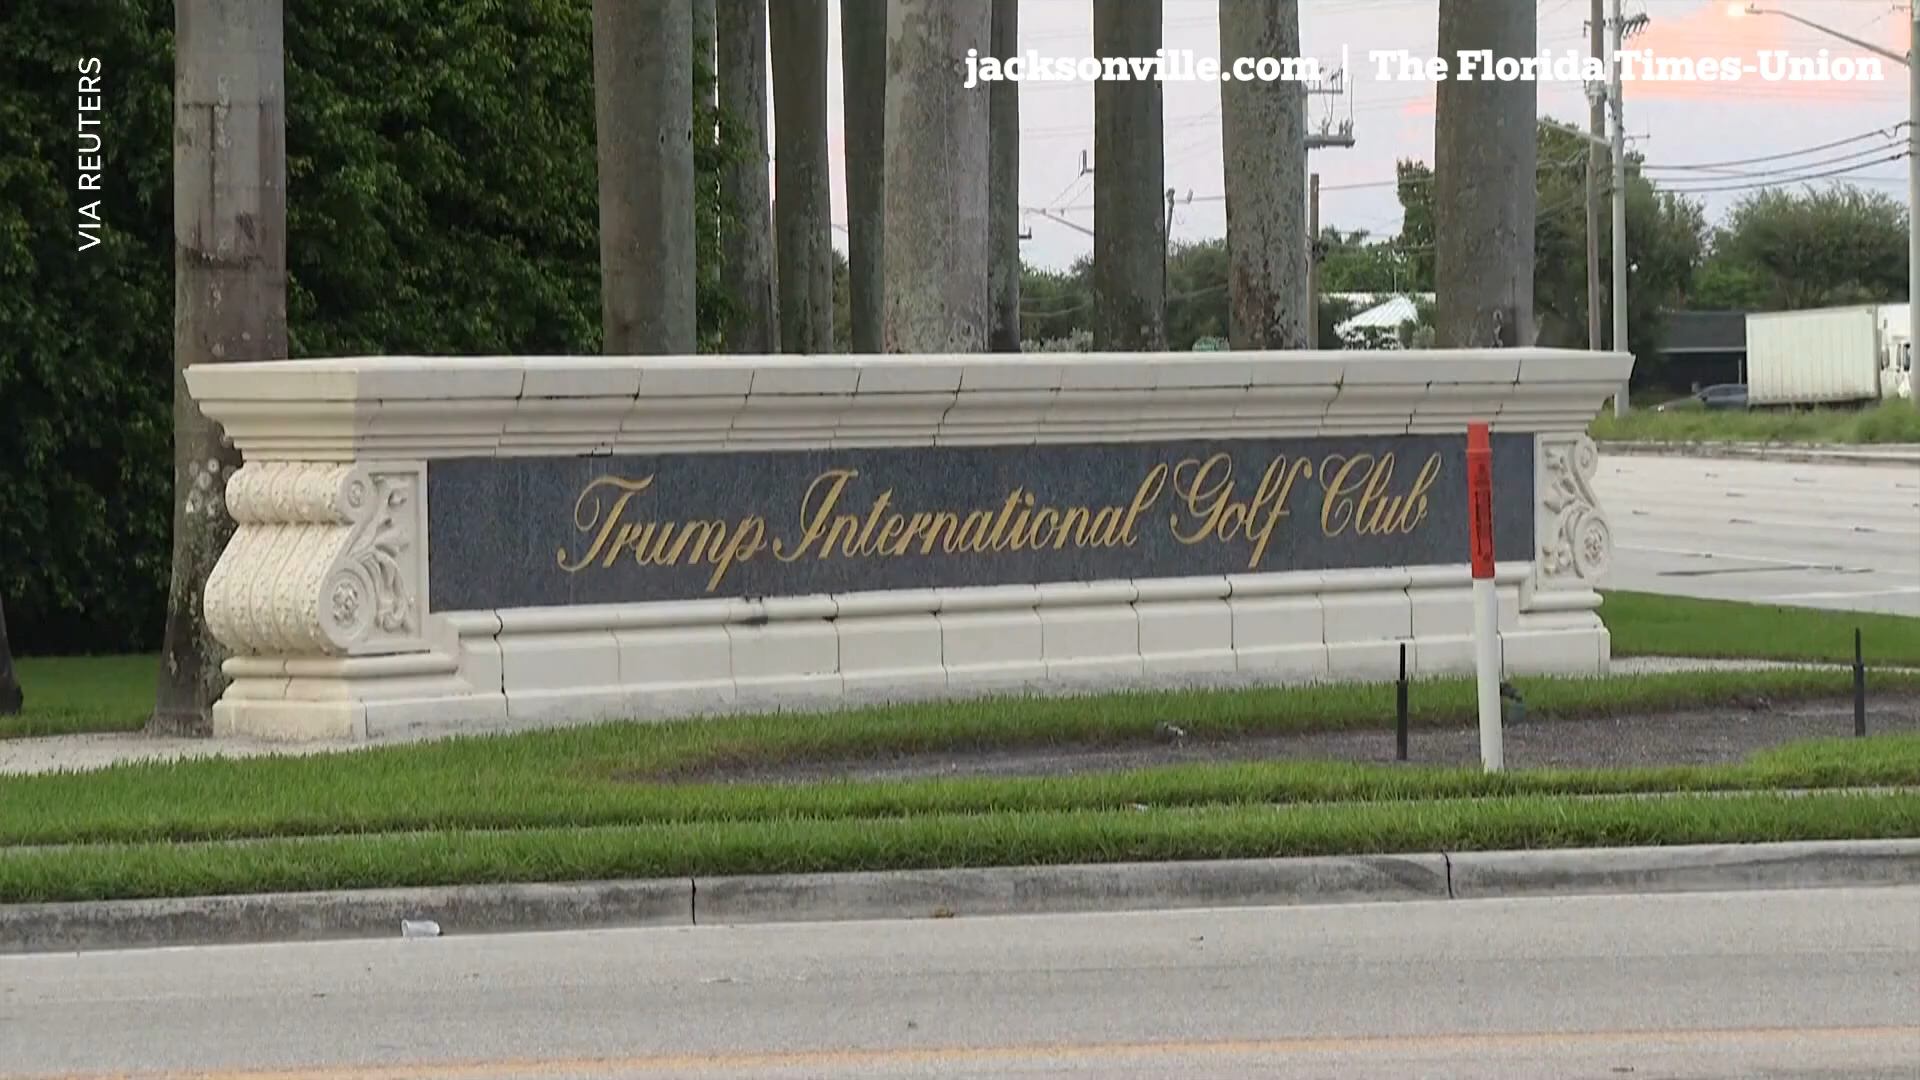 VIA REUTERS
jacksonville.com | The Florida Times-Union
Trump International Golf Club